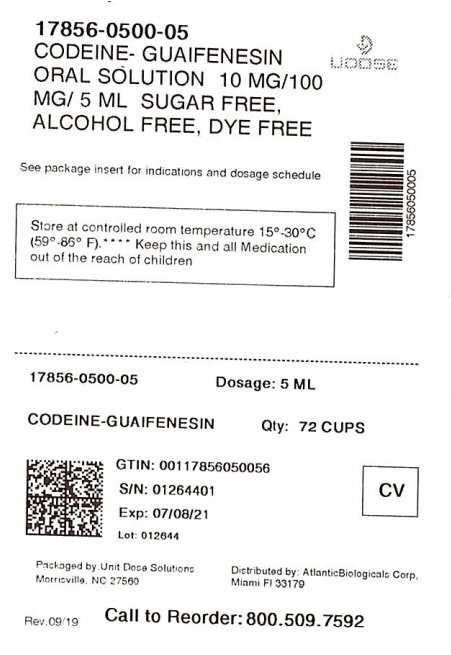 17856-0500-05
CODEINE- GUAIFENESIN
ORAL SOLUTION 10 MG/100
MG/ 5 ML SUGAR FREE,
ALCOHOL FREE, DYE FREE
UDOSE
See package insert for indications and dosage schedule
17856050005
Store at controlled room temperature 15°-30°C
(59°-86° F).**** Keep this and all Medication
out of the reach of children
17856-0500-05 Dosage: 5 ML
CODEINE-GUAIFENESIN Qty: 72 CUPS
GTIN: 00117856050056
S/N: 01264401
Exp: 07/08/21
Lot: 012644
CV
Packaged by:Unit Dose Solutions
Morrisville, NC 27560
Distributed by: AtlanticBiologicals Corp,
Miami Fl 33179
Rev.09/19 Call to Reorder: 800.509.7592